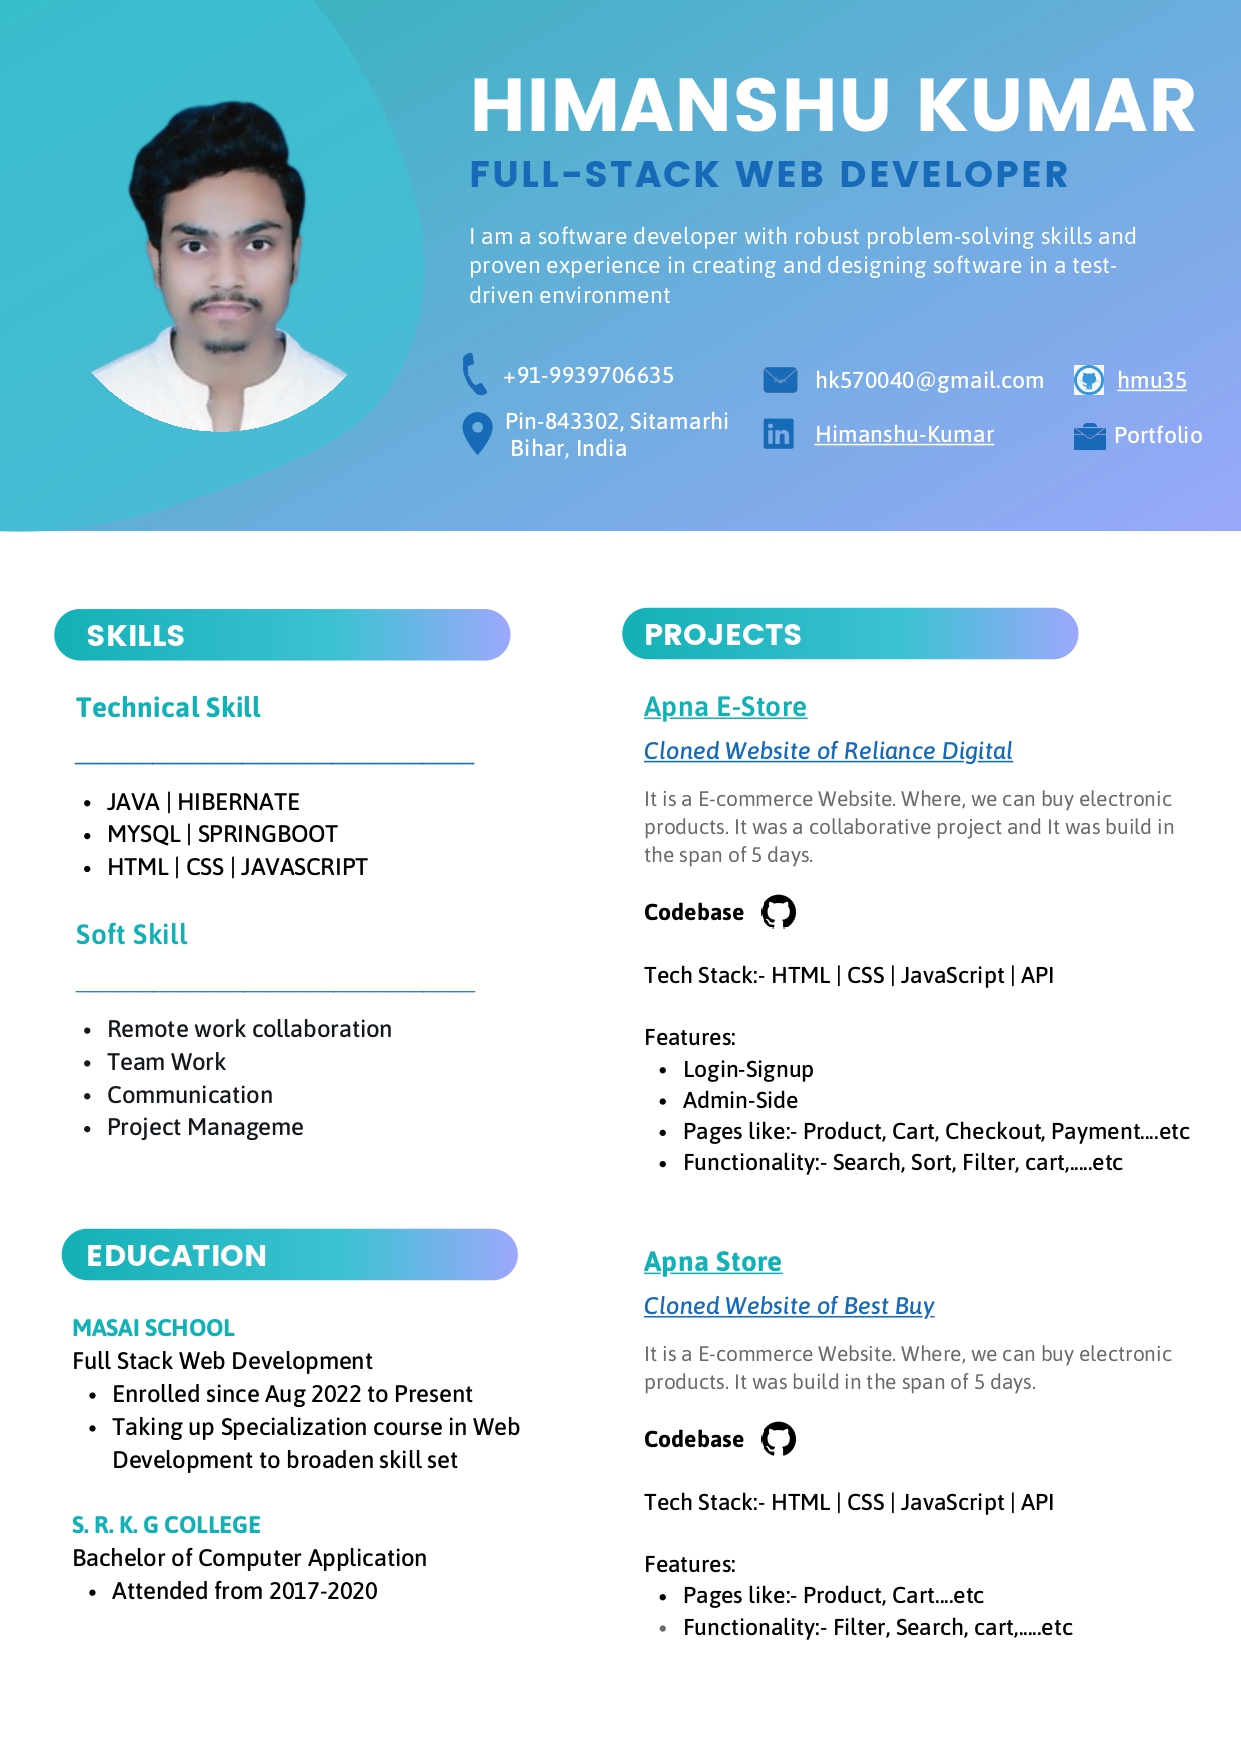 HIMANSHU KUMAR
FULL-STACK WEB DEVELOPER
I am a software developer with robust problem-solving skills and
proven experience in creating and designing software in a test-
driven environment
+91-9939706635
Pin-843302, Sitamarhi
Bihar, India
hk570040@gmail.com
Himanshu-Kumar
hmu35
Portfolio
SKILLS
Technical Skill
• JAVA | HIBERNATE
• MYSQL | SPRINGBOOT
• HTML | CSS | JAVASCRIPT
Soft Skill
• Remote work collaboration
• Team Work
• Communication
• Project Manageme
EDUCATION
MASAI SCHOOL
Full Stack Web Development
• Enrolled since Aug 2022 to Present
• Taking up Specialization course in Web
Development to broaden skill set
S. R. K. G COLLEGE
Bachelor of Computer Application
• Attended from 2017-2020
PROJECTS
Apna E-Store
Cloned Website of Reliance Digital
It is a E-commerce Website. Where, we can buy electronic
products. It was a collaborative project and It was build in
the span of 5 days.
Codebase
Tech Stack:- HTML | CSS | JavaScript | API
Features:
• Login-Signup
• Admin-Side
• Pages like:- Product, Cart, Checkout, Payment....etc
• Functionality:- Search, Sort, Filter, cart,.....etc
Apna Store
Cloned Website of Best Buy
It is a E-commerce Website. Where, we can buy electronic
products. It was build in the span of 5 days.
Codebase
Tech Stack:- HTML | CSS | JavaScript | API
Features:
• Pages like:- Product, Cart....etc
• Functionality:- Filter, Search, cart,.....etc